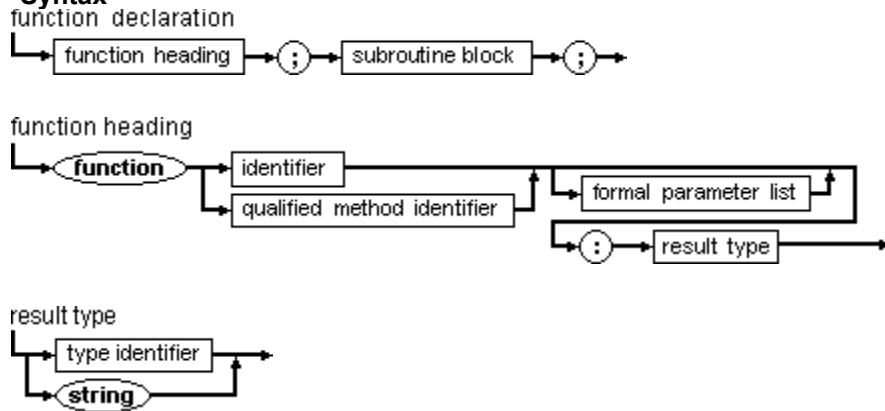 Syntax
function declaration
function heading ; subroutine block ;
function heading
function identifier
qualified method identifier formal parameter list
: result type
result type
type identifier
string